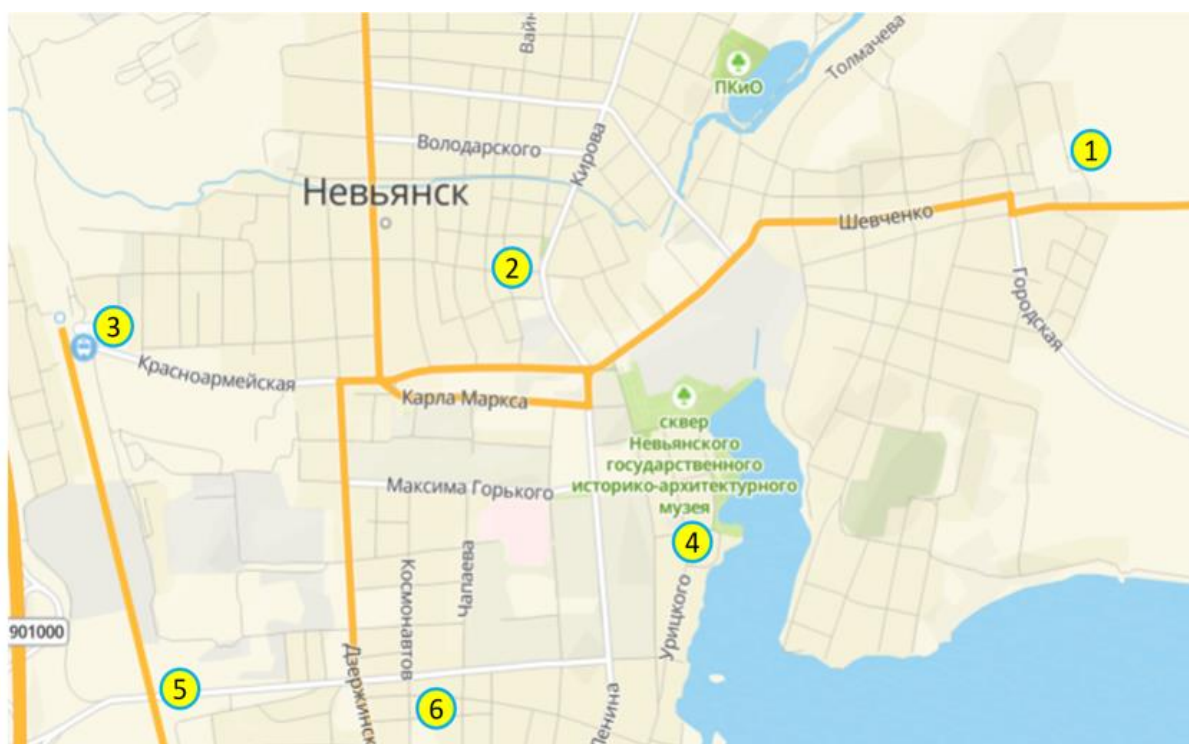 Вайн
ПКиО
Толмачева
Володарского
Кирова
1
Невьянск
Шевченко
2
Городская
3
Красноармейская
Карла Маркса
сквер
Невьянского
государственного
историко-архитектурного
музея
Максима Горького
4
Чапаева
Космонавтов
Урицкого
901000
Дзержинск
5
6
Ленина